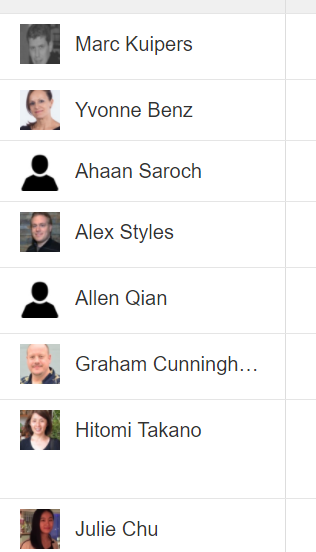 Marc Kuipers
Yvonne Benz
Ahaan Saroch
Alex Styles
Allen Qian
Graham Cunningh…
Hitomi Takano
Julie Chu